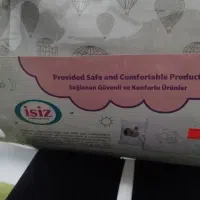 Provided Safe and Comfortable Product
Sağlanan Güvenli ve Konforlu Ürünler
isiz